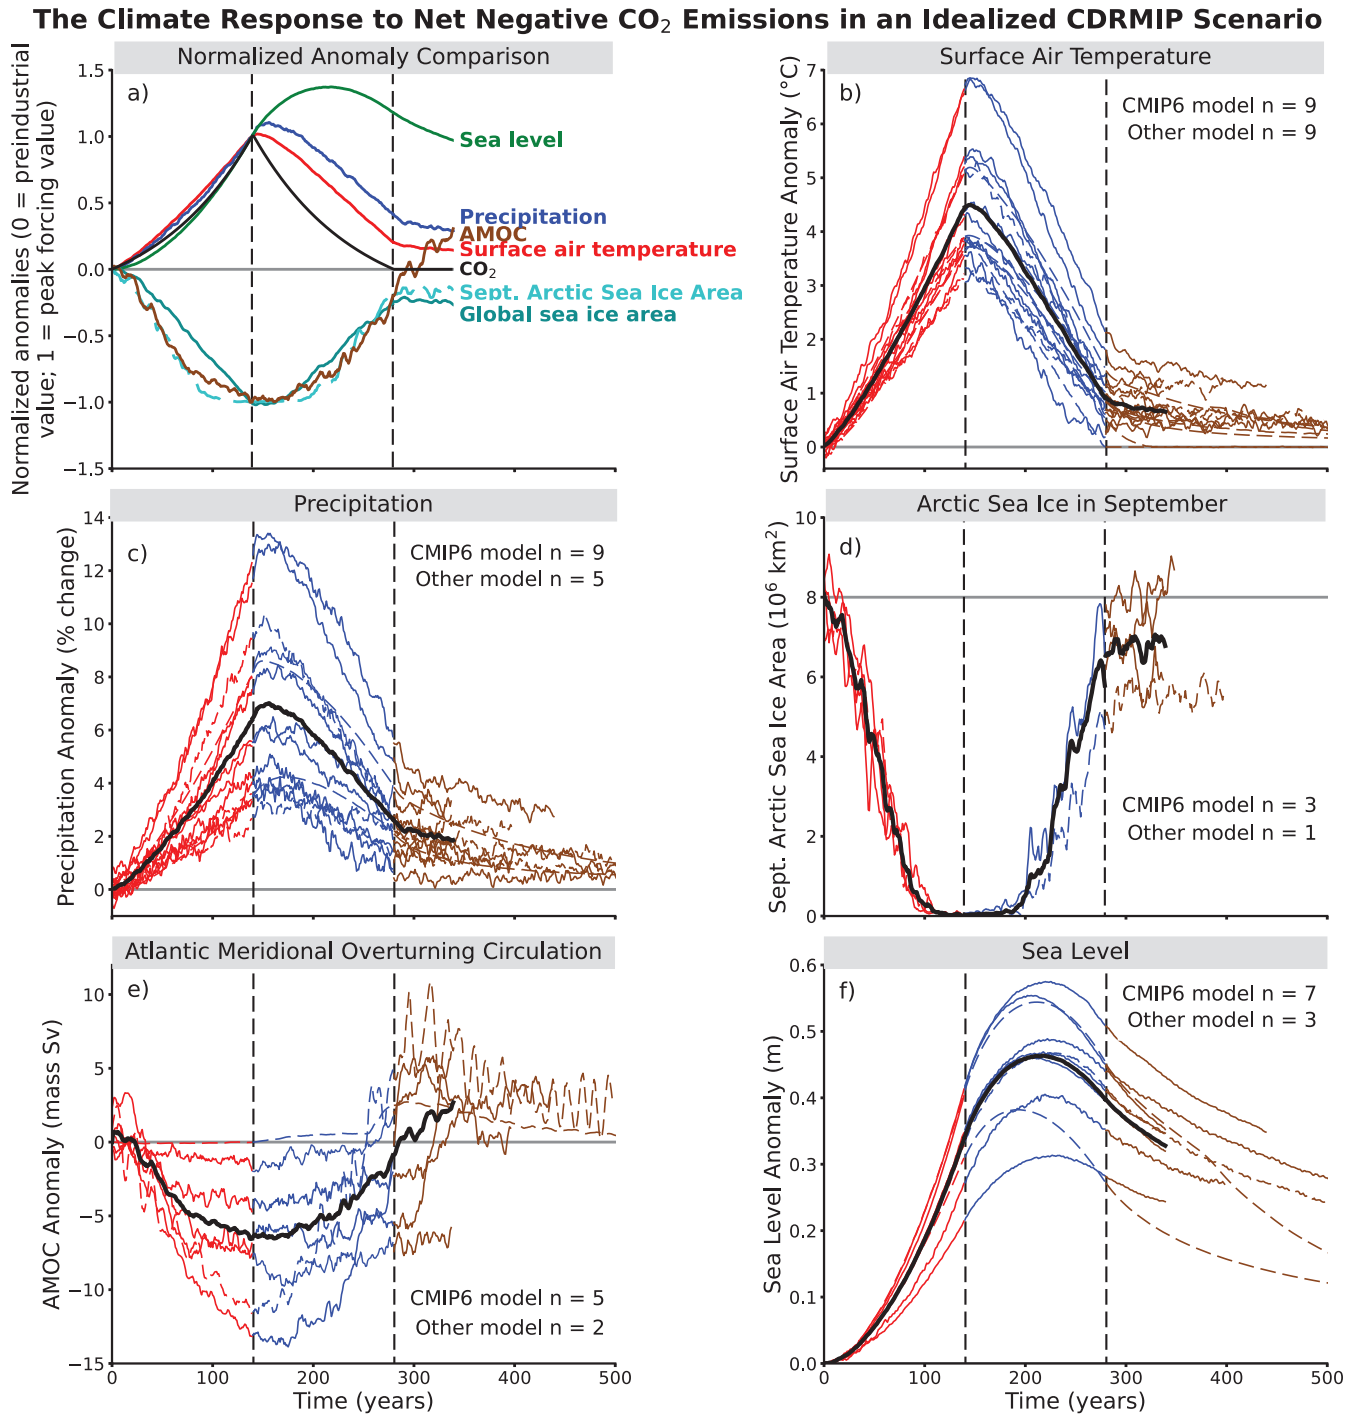 The Climate Response to Net Negative CO₂ Emissions in an Idealized CDRMIP Scenario
Normalized Anomaly Comparison
a)
Normalized anomalies (0 = preindustrial
value; 1 = peak forcing value)
1.5
1.0
0.5
0.0
−0.5
−1.0
−1.5
Sea level
Precipitation
AMOC
Surface air temperature
CO₂
Sept. Arctic Sea Ice Area
Global sea ice area
Surface Air Temperature
b)
CMIP6 model n = 9
Other model n = 9
Surface Air Temperature Anomaly (°C)
7
6
5
4
3
2
1
0
Precipitation
c)
CMIP6 model n = 9
Other model n = 5
Precipitation Anomaly (% change)
14
12
10
8
6
4
2
0
Arctic Sea Ice in September
d)
CMIP6 model n = 3
Other model n = 1
Sept. Arctic Sea Ice Area (10⁶ km²)
10
8
6
4
2
0
Atlantic Meridional Overturning Circulation
e)
CMIP6 model n = 5
Other model n = 2
AMOC Anomaly (mass Sv)
10
5
0
−5
−10
−15
0 100 200 300 400 500
Time (years)
Sea Level
f)
CMIP6 model n = 7
Other model n = 3
Sea Level Anomaly (m)
0.6
0.5
0.4
0.3
0.2
0.1
0.0
0 100 200 300 400 500
Time (years)